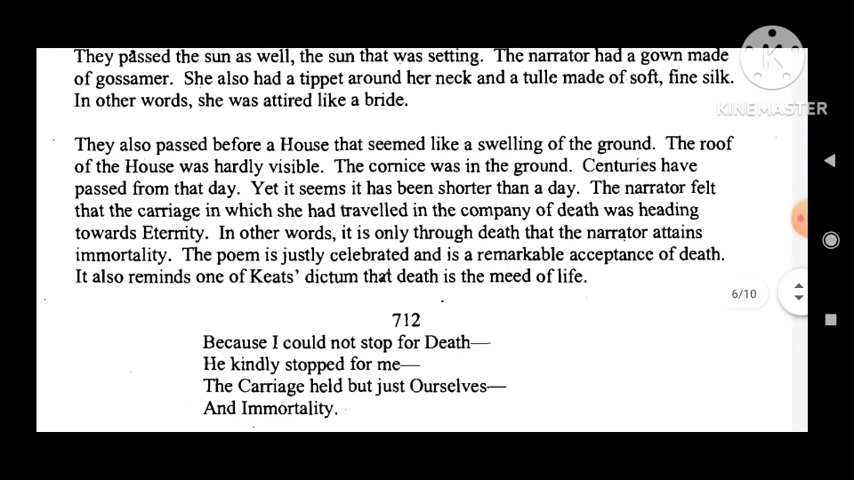 They passed the sun as well, the sun that was setting. The narrator had a gown made
of gossamer. She also had a tippet around her neck and a tulle made of soft, fine silk.
In other words, she was attired like a bride.
They also passed before a House that seemed like a swelling of the ground. The roof
of the House was hardly visible. The cornice was in the ground. Centuries have
passed from that day. Yet it seems it has been shorter than a day. The narrator felt
that the carriage in which she had travelled in the company of death was heading
towards Eternity. In other words, it is only through death that the narrator attains
immortality. The poem is justly celebrated and is a remarkable acceptance of death.
It also reminds one of Keats' dictum that death is the meed of life.
712
Because I could not stop for Death—
He kindly stopped for me—
The Carriage held but just Ourselves—
And Immortality.
K
KINEMASTER
6/10